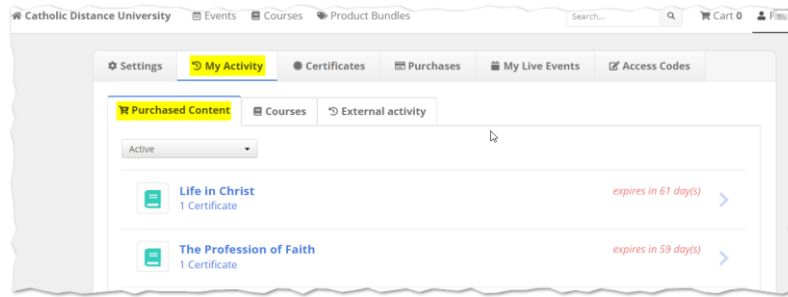 Catholic Distance University Events Courses Product Bundles Search... Cart 0
Settings My Activity Certificates Purchases My Live Events Access Codes
Purchased Content Courses External activity
Active
Life in Christ expires in 61 day(s)
1 Certificate
The Profession of Faith expires in 59 day(s)
1 Certificate